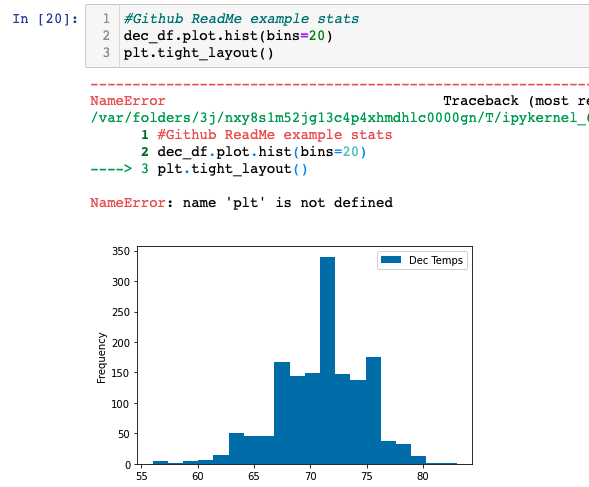 In [20]:
1 #Github ReadMe example stats
2 dec_df.plot.hist(bins=20)
3 plt.tight_layout()
---------------------------------------------------------------------------
NameError Traceback (most re
/var/folders/3j/nxy8s1m52jg13c4p4xhmdhlc0000gn/T/ipykernel_
1 #Github ReadMe example stats
2 dec_df.plot.hist(bins=20)
----> 3 plt.tight_layout()
NameError: name 'plt' is not defined
350
300
250
200
150
100
50
0
Frequency
Dec Temps
55 60 65 70 75 80